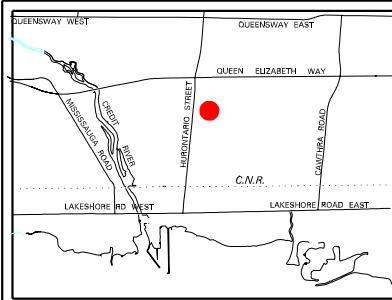 QUEENSWAY WEST
QUEENSWAY EAST
QUEEN ELIZABETH WAY
MISSISSAUGA ROAD
CREDIT RIVER
HURONTARIO STREET
CAWTHRA ROAD
C.N.R.
LAKESHORE RD WEST
LAKESHORE ROAD EAST